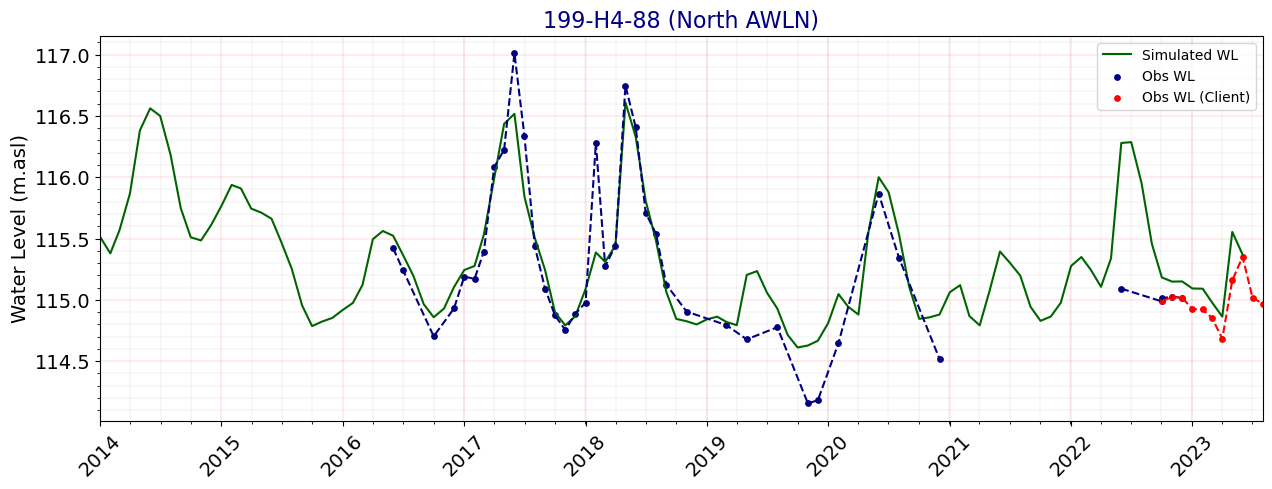 199-H4-88 (North AWLN)
Simulated WL
Obs WL
Obs WL (Client)
Water Level (m.asl)
117.0
116.5
116.0
115.5
115.0
114.5
2014 2015 2016 2017 2018 2019 2020 2021 2022 2023